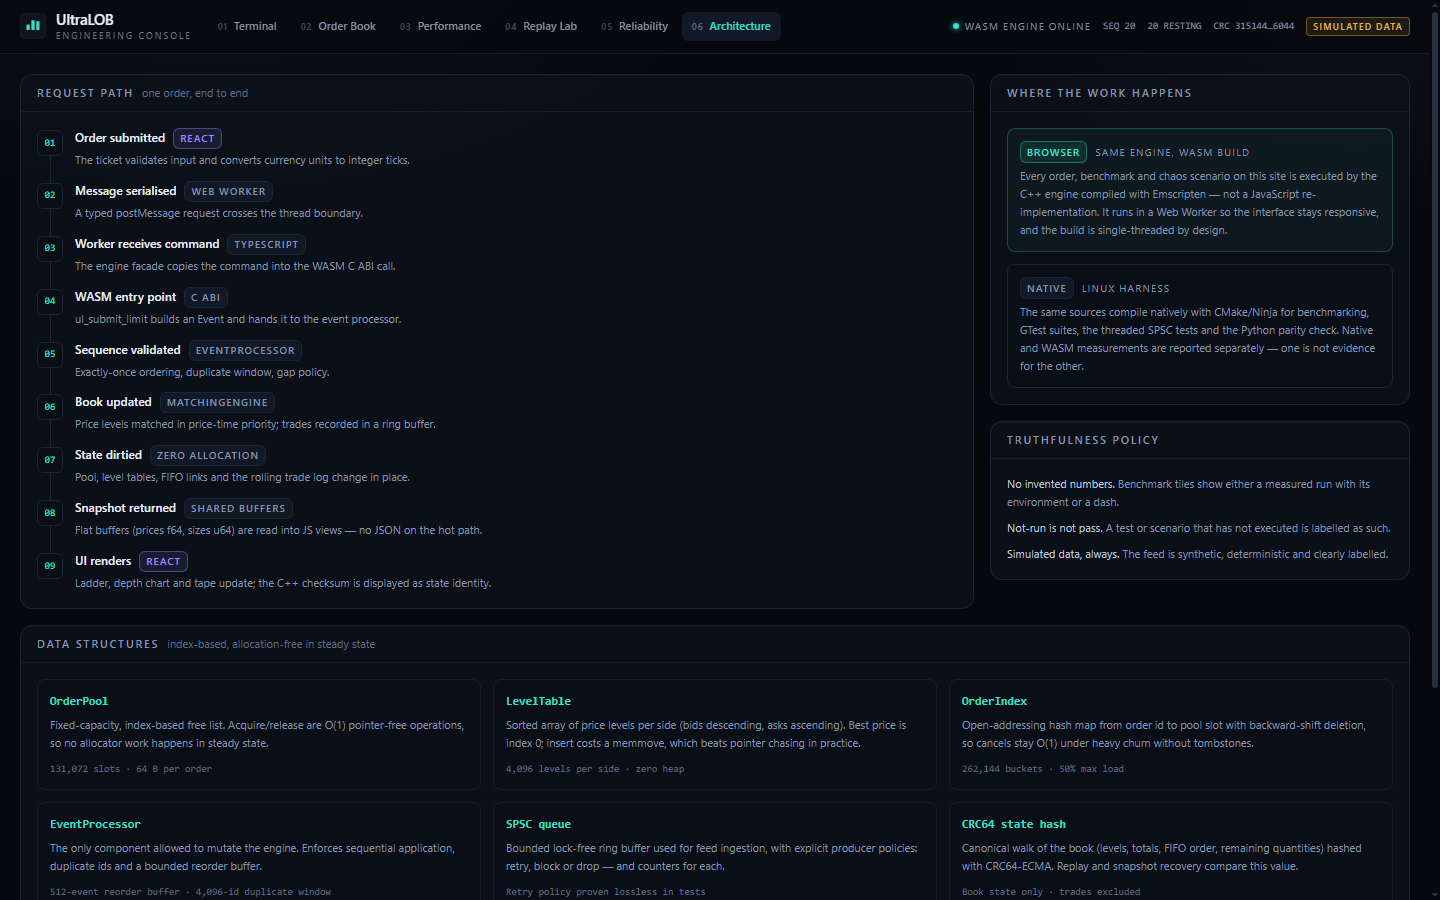 UltraLOB
ENGINEERING CONSOLE
01 Terminal
02 Order Book
03 Performance
04 Replay Lab
05 Reliability
06 Architecture
WASM ENGINE ONLINE
SEQ 20
20 RESTING
CRC 315144…6044
SIMULATED DATA
REQUEST PATH one order, end to end
01 Order submitted REACT
The ticket validates input and converts currency units to integer ticks.
02 Message serialised WEB WORKER
A typed postMessage request crosses the thread boundary.
03 Worker receives command TYPESCRIPT
The engine facade copies the command into the WASM C ABI call.
04 WASM entry point C ABI
ul_submit_limit builds an Event and hands it to the event processor.
05 Sequence validated EVENTPROCESSOR
Exactly-once ordering, duplicate window, gap policy.
06 Book updated MATCHINGENGINE
Price levels matched in price-time priority; trades recorded in a ring buffer.
07 State dirtied ZERO ALLOCATION
Pool, level tables, FIFO links and the rolling trade log change in place.
08 Snapshot returned SHARED BUFFERS
Flat buffers (prices f64, sizes u64) are read into JS views — no JSON on the hot path.
09 UI renders REACT
Ladder, depth chart and tape update; the C++ checksum is displayed as state identity.
WHERE THE WORK HAPPENS
BROWSER SAME ENGINE, WASM BUILD
Every order, benchmark and chaos scenario on this site is executed by the
C++ engine compiled with Emscripten — not a JavaScript re-
implementation. It runs in a Web Worker so the interface stays responsive,
and the build is single-threaded by design.
NATIVE LINUX HARNESS
The same sources compile natively with CMake/Ninja for benchmarking,
GTest suites, the threaded SPSC tests and the Python parity check. Native
and WASM measurements are reported separately — one is not evidence
for the other.
TRUTHFULNESS POLICY
No invented numbers. Benchmark tiles show either a measured run with its
environment or a dash.
Not-run is not pass. A test or scenario that has not executed is labelled as such.
Simulated data, always. The feed is synthetic, deterministic and clearly labelled.
DATA STRUCTURES index-based, allocation-free in steady state
OrderPool
Fixed-capacity, index-based free list. Acquire/release are O(1) pointer-free operations,
so no allocator work happens in steady state.
131,072 slots · 64 B per order
LevelTable
Sorted array of price levels per side (bids descending, asks ascending). Best price is
index 0; insert costs a memmove, which beats pointer chasing in practice.
4,096 levels per side · zero heap
OrderIndex
Open-addressing hash map from order id to pool slot with backward-shift deletion,
so cancels stay O(1) under heavy churn without tombstones.
262,144 buckets · 50% max load
EventProcessor
The only component allowed to mutate the engine. Enforces sequential application,
duplicate ids and a bounded reorder buffer.
512-event reorder buffer · 4,096-id duplicate window
SPSC queue
Bounded lock-free ring buffer used for feed ingestion, with explicit producer policies:
retry, block or drop — and counters for each.
Retry policy proven lossless in tests
CRC64 state hash
Canonical walk of the book (levels, totals, FIFO order, remaining quantities) hashed
with CRC64-ECMA. Replay and snapshot recovery compare this value.
Book state only · trades excluded